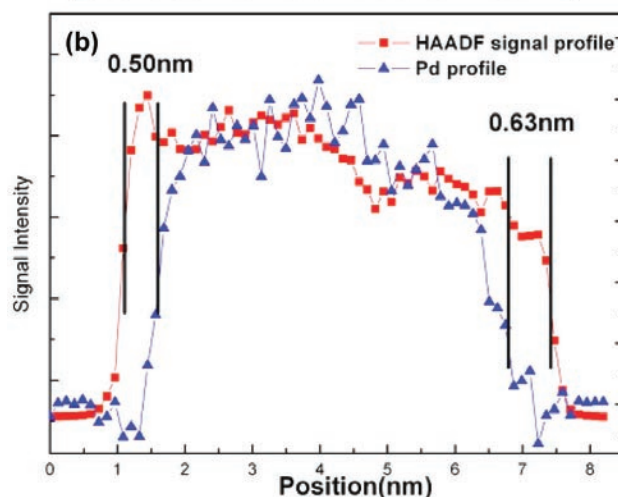 (b)
HAADF signal profile
Pd profile
0.50nm
0.63nm
Signal Intensity
0 1 2 3 4 5 6 7 8
Position(nm)